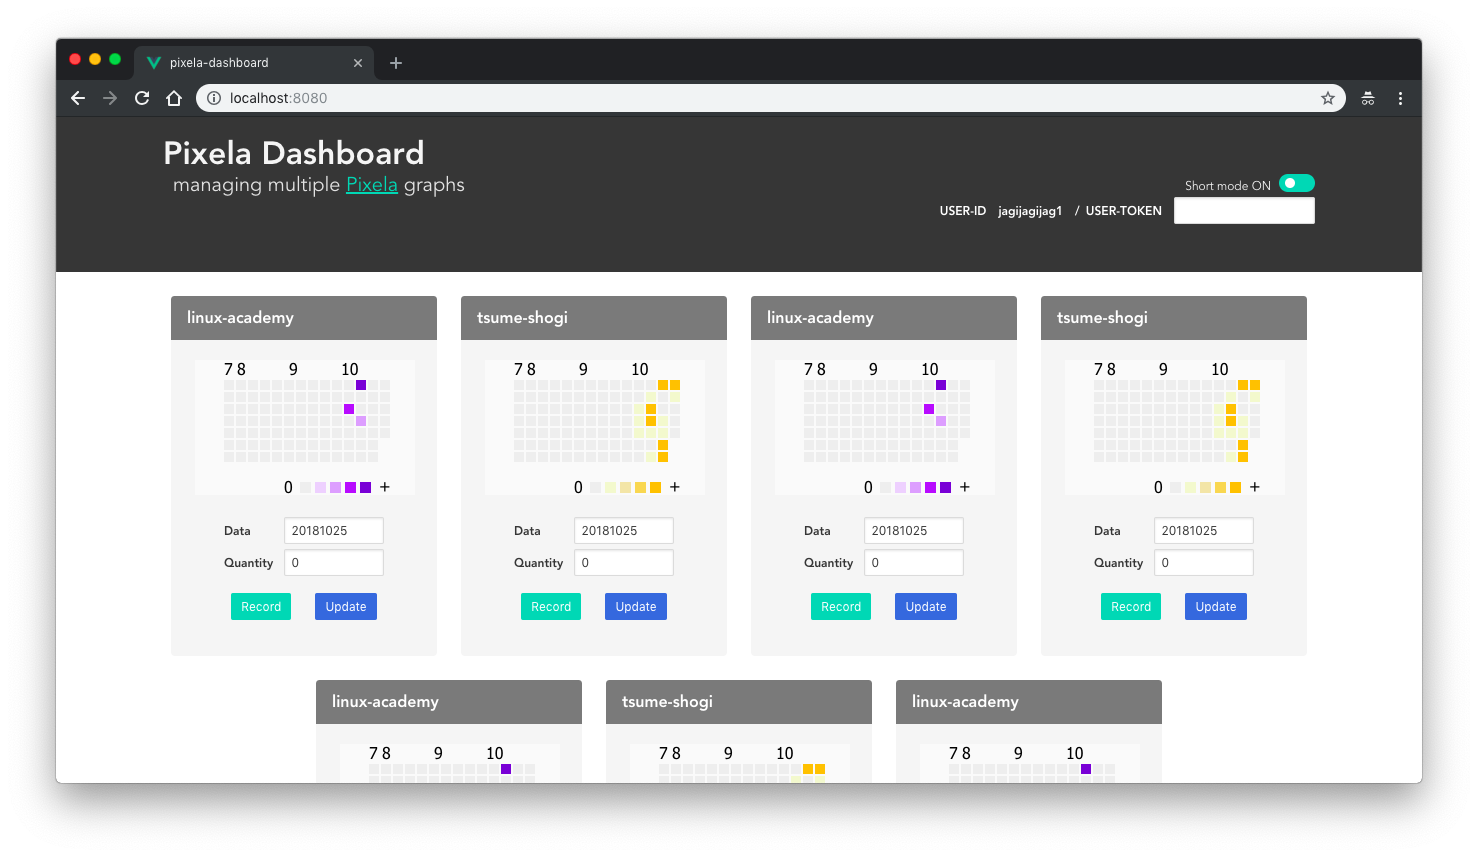 pixela-dashboard
localhost:8080
Pixela Dashboard
managing multiple Pixela graphs
Short mode ON
USER-ID jagijagijag1 / USER-TOKEN
linux-academy
7 8 9 10
0 +
Data 20181025
Quantity 0
Record Update
tsume-shogi
7 8 9 10
0 +
Data 20181025
Quantity 0
Record Update
linux-academy
7 8 9 10
0 +
Data 20181025
Quantity 0
Record Update
tsume-shogi
7 8 9 10
0 +
Data 20181025
Quantity 0
Record Update
linux-academy
7 8 9 10
tsume-shogi
7 8 9 10
linux-academy
7 8 9 10